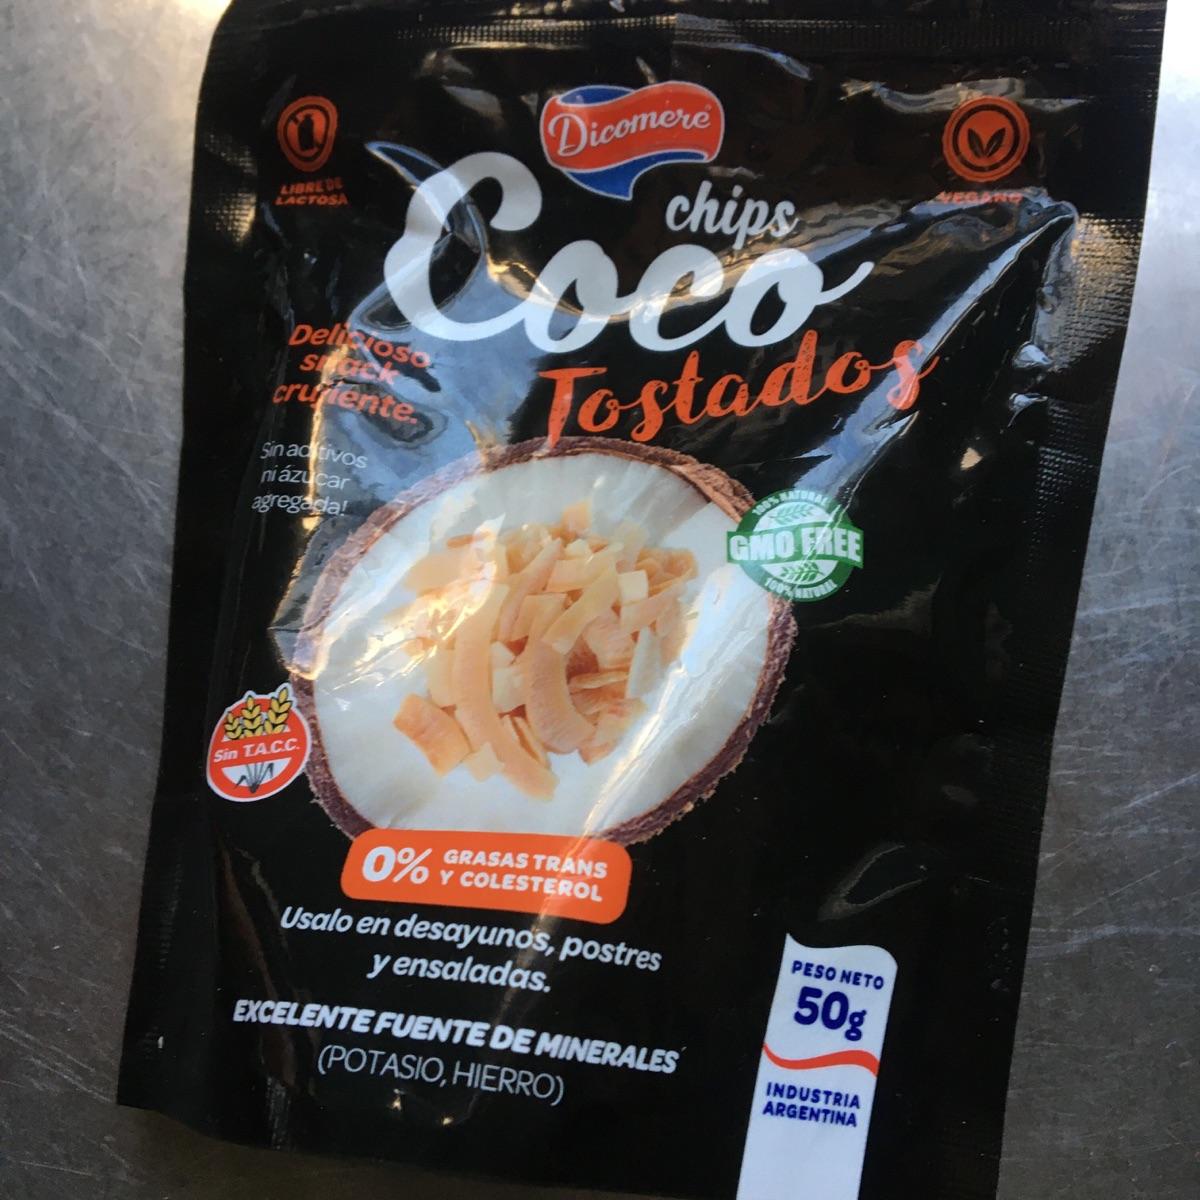 Dicomere
LIBRE DE
LACTOSA
VEGANO
chips
Coco
Tostados
Delicioso
snack
crujiente.
Sin aditivos
ni ázucar
agregada!
100% NATURAL
GMO FREE
100% NATURAL
Sin T.A.C.C.
0% GRASAS TRANS
Y COLESTEROL
Usalo en desayunos, postres
y ensaladas.
EXCELENTE FUENTE DE MINERALES
(POTASIO, HIERRO)
PESO NETO
50g
INDUSTRIA
ARGENTINA